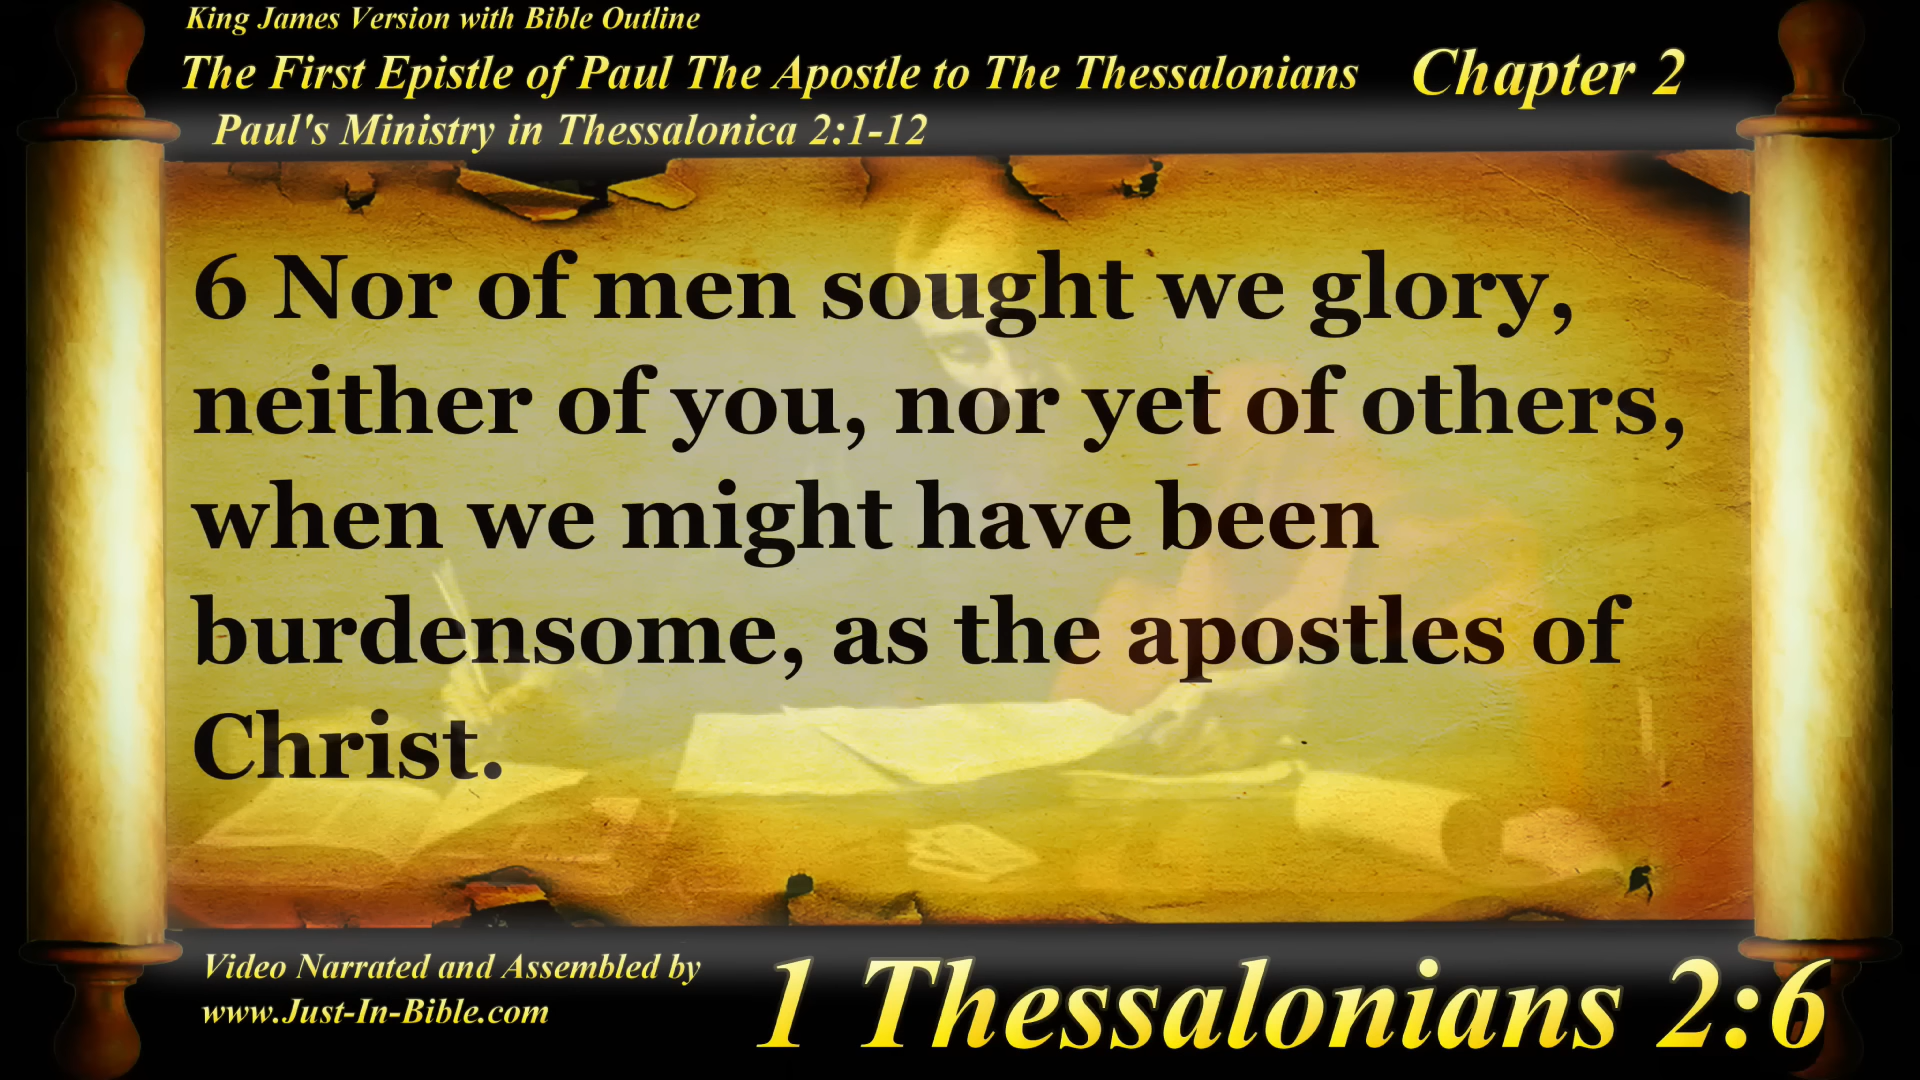 King James Version with Bible Outline
The First Epistle of Paul The Apostle to The Thessalonians
Chapter 2
Paul's Ministry in Thessalonica 2:1-12
6 Nor of men sought we glory,
neither of you, nor yet of others,
when we might have been
burdensome, as the apostles of
Christ.
Video Narrated and Assembled by
www.Just-In-Bible.com
1 Thessalonians 2:6